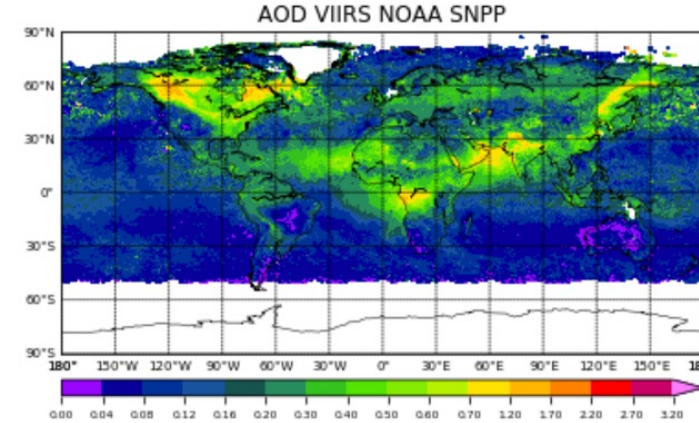 AOD VIIRS NOAA SNPP
90°N
60°N
30°N
0°
30°S
60°S
90°S
180° 150°W 120°W 90°W 60°W 30°W 0° 30°E 60°E 90°E 120°E 150°E 18
0.00 0.04 0.08 0.12 0.16 0.20 0.30 0.40 0.50 0.60 0.70 1.20 1.70 2.20 2.70 3.20